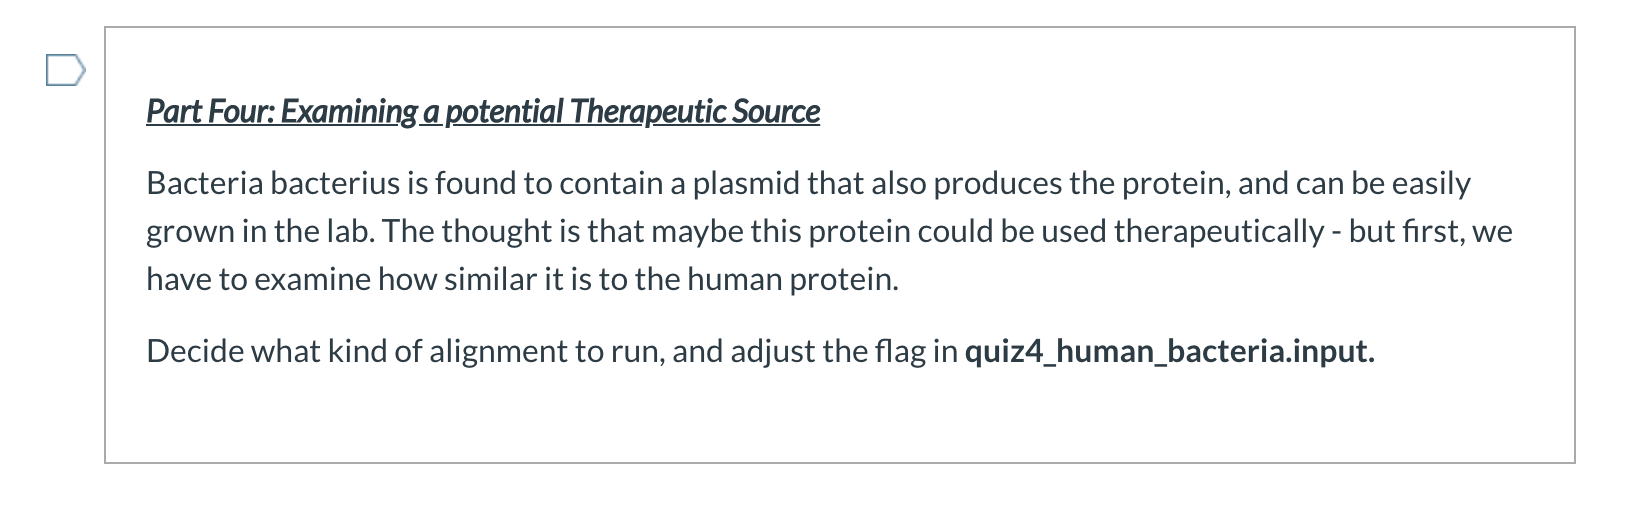 Part Four: Examining a potential Therapeutic Source
Bacteria bacterius is found to contain a plasmid that also produces the protein, and can be easily
grown in the lab. The thought is that maybe this protein could be used therapeutically - but first, we
have to examine how similar it is to the human protein.
Decide what kind of alignment to run, and adjust the flag in quiz4_human_bacteria.input.